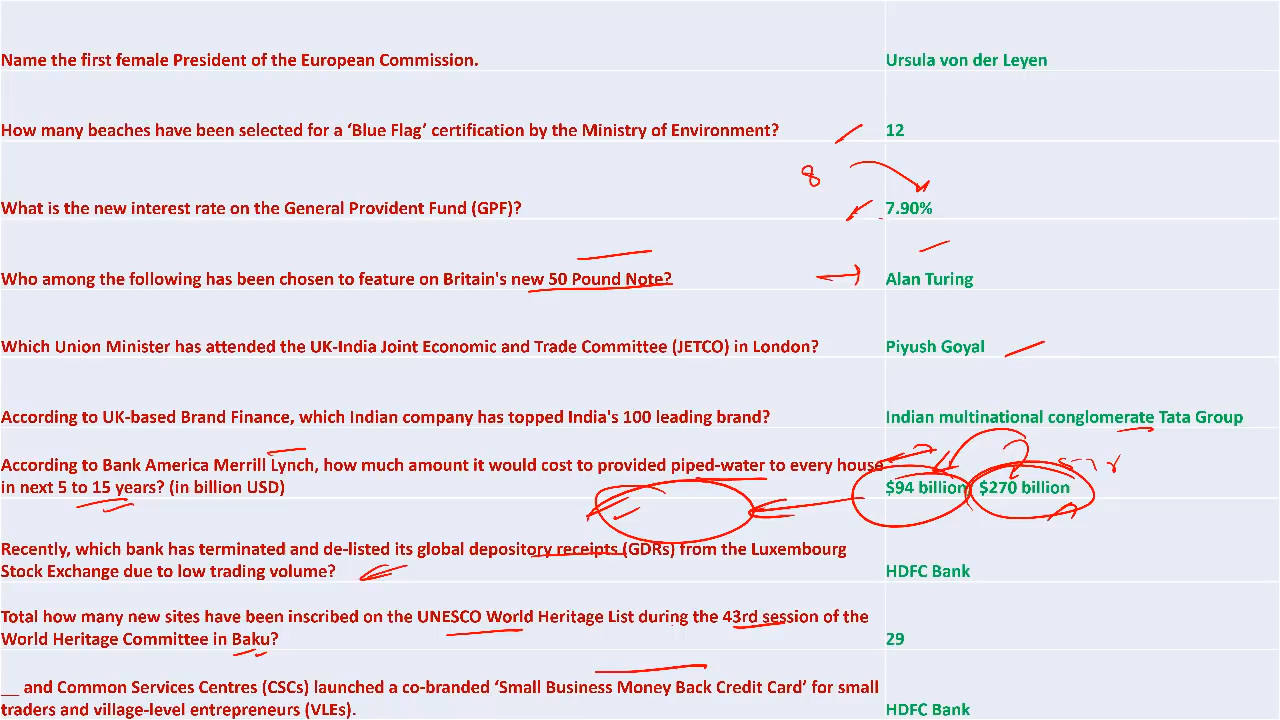 Name the first female President of the European Commission.
Ursula von der Leyen
How many beaches have been selected for a ‘Blue Flag’ certification by the Ministry of Environment?
12
8
What is the new interest rate on the General Provident Fund (GPF)?
7.90%
Who among the following has been chosen to feature on Britain's new 50 Pound Note?
Alan Turing
Which Union Minister has attended the UK-India Joint Economic and Trade Committee (JETCO) in London?
Piyush Goyal
According to UK-based Brand Finance, which Indian company has topped India's 100 leading brand?
Indian multinational conglomerate Tata Group
According to Bank America Merrill Lynch, how much amount it would cost to provided piped-water to every house
in next 5 to 15 years? (in billion USD)
$94 billion $270 billion
Recently, which bank has terminated and de-listed its global depository receipts (GDRs) from the Luxembourg
Stock Exchange due to low trading volume?
HDFC Bank
Total how many new sites have been inscribed on the UNESCO World Heritage List during the 43rd session of the
World Heritage Committee in Baku?
29
__ and Common Services Centres (CSCs) launched a co-branded ‘Small Business Money Back Credit Card’ for small
traders and village-level entrepreneurs (VLEs).
HDFC Bank